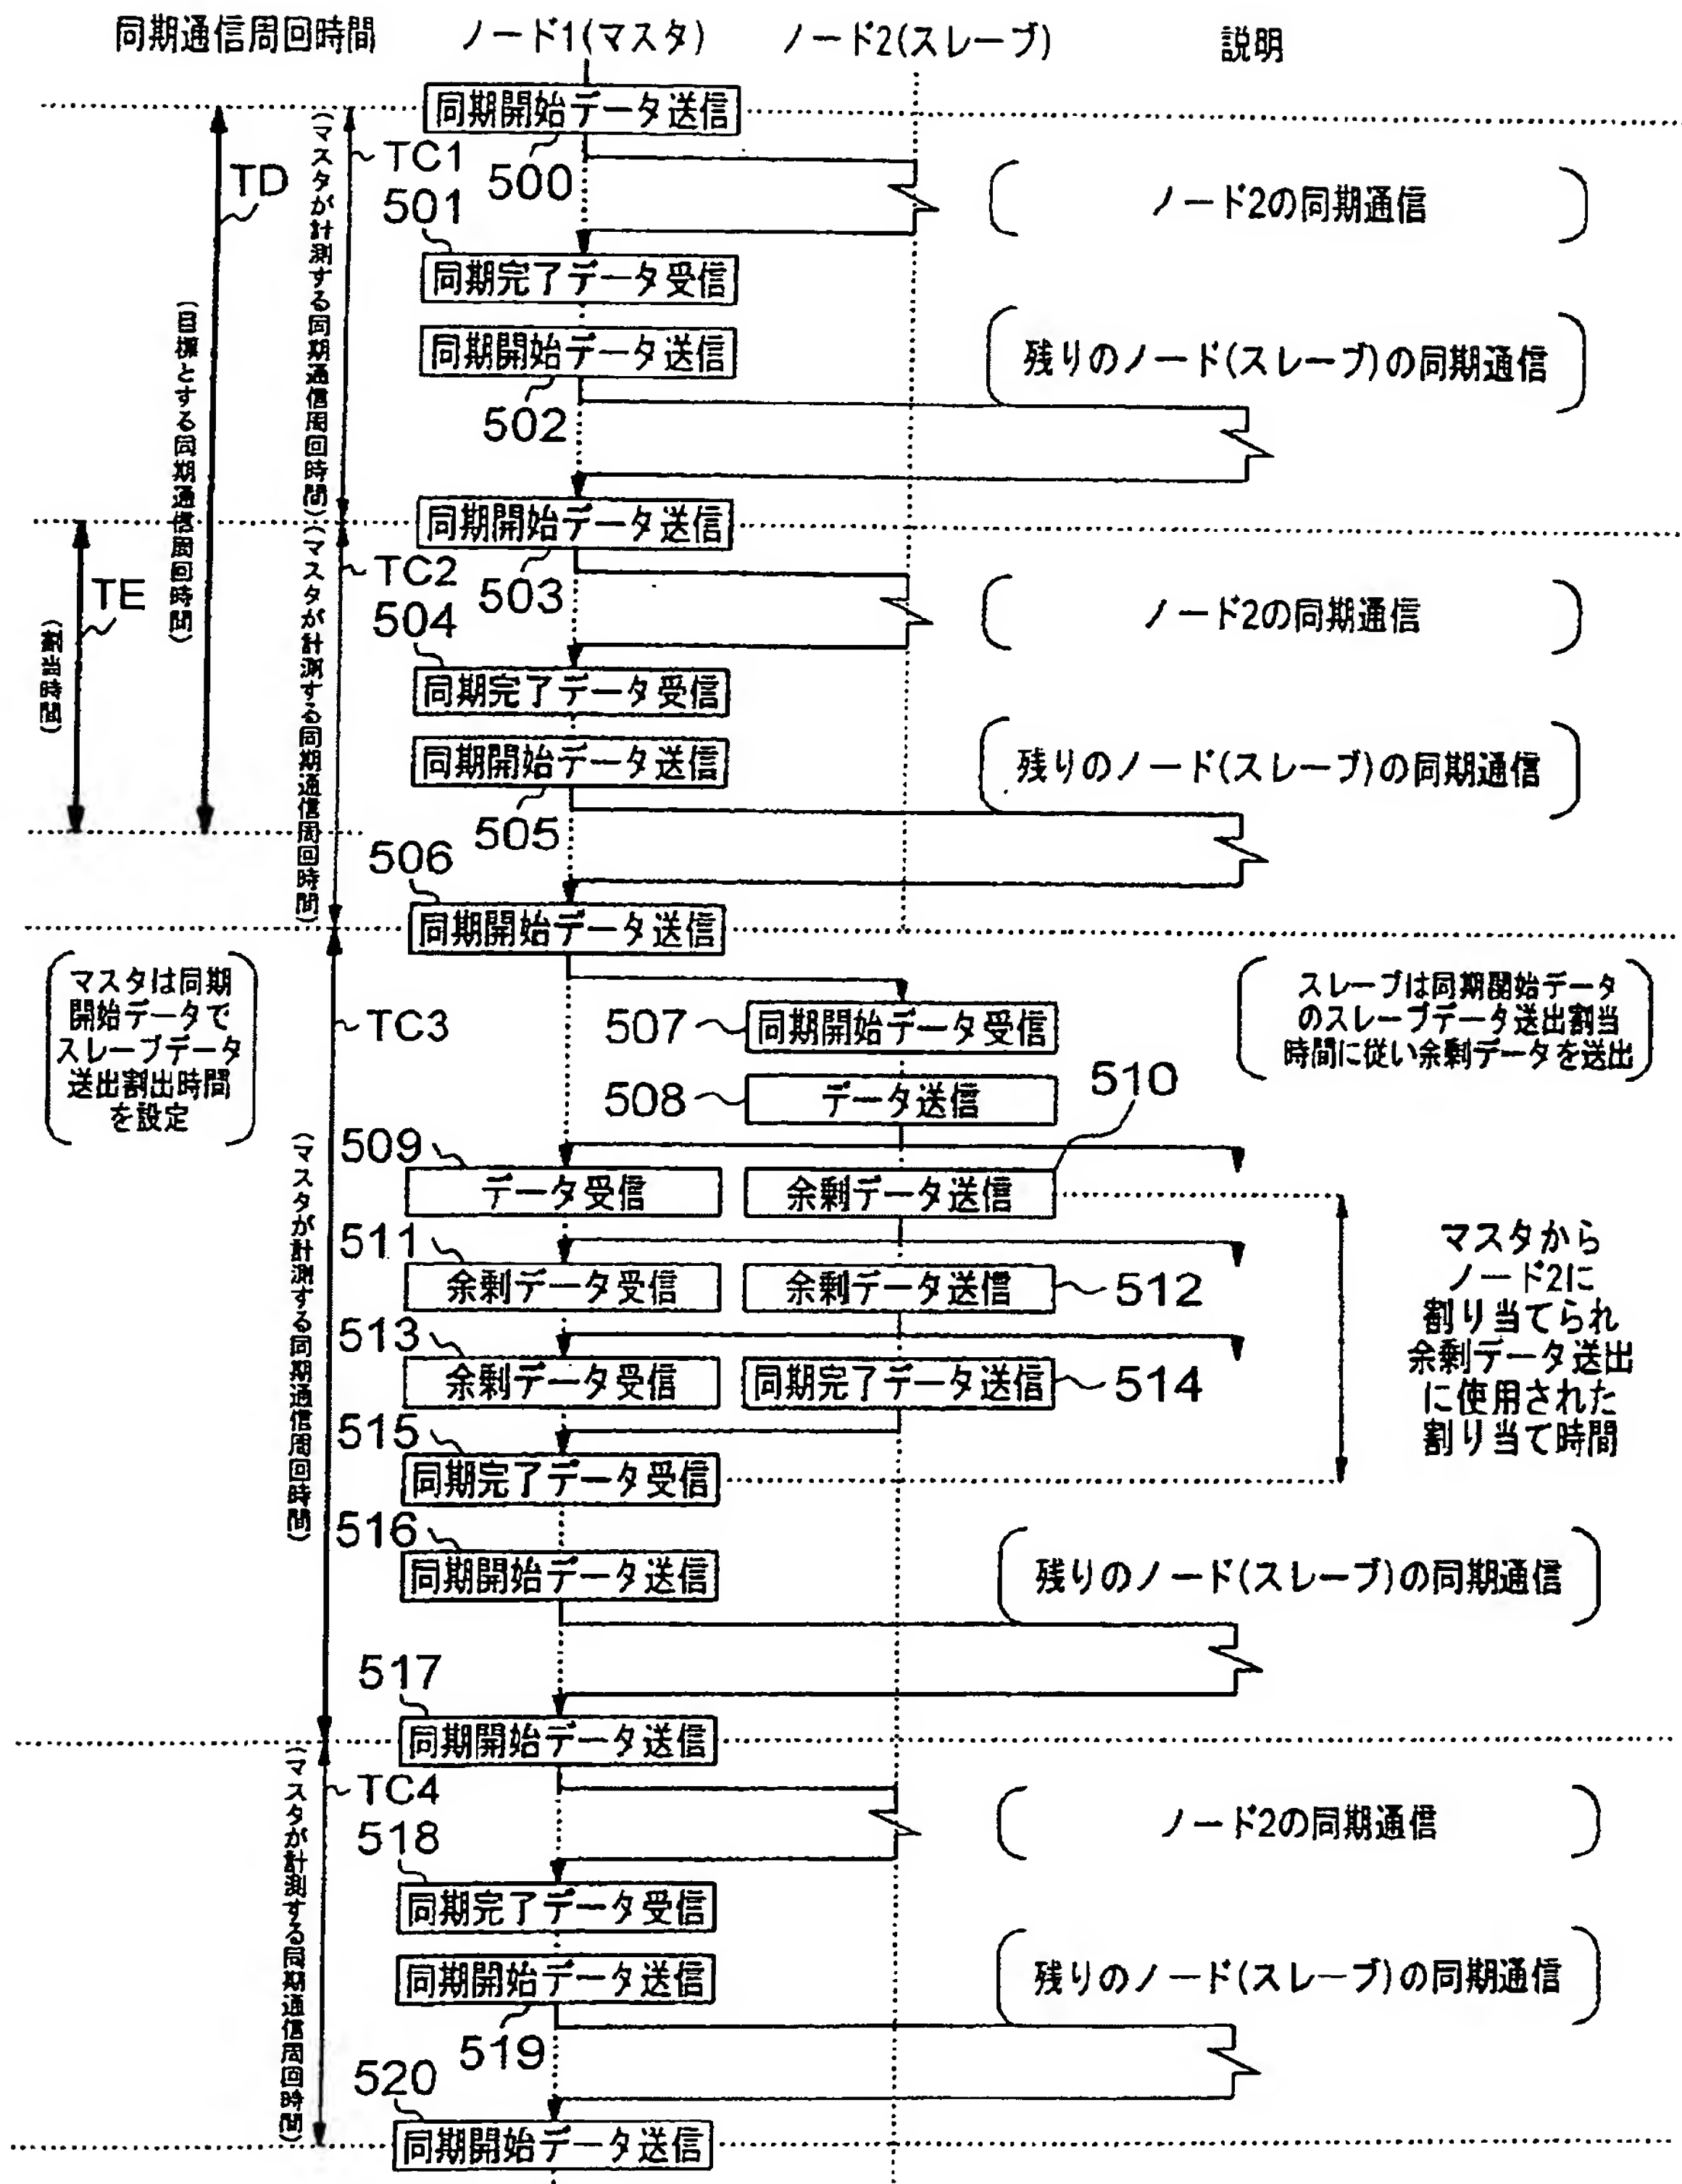 同期通信周回時間
ノード1(マスタ)
ノード2(スレーブ)
説明
同期開始データ送信
TC1
500
TD
501
(マスタが計測する同期通信周回時間)
(目標とする同期通信周回時間)
ノード2の同期通信
同期完了データ受信
同期開始データ送信
502
残りのノード(スレーブ)の同期通信
同期開始データ送信
TC2
503
TE
504
(割当時間)
(マスタが計測する同期通信周回時間)
ノード2の同期通信
同期完了データ受信
同期開始データ送信
505
残りのノード(スレーブ)の同期通信
506
同期開始データ送信
マスタは同期
開始データで
スレーブデータ
送出割出時間
を設定
TC3
507
同期開始データ受信
スレーブは同期開始データ
のスレーブデータ送出割当
時間に従い余剰データを送出
508
データ送信
510
(マスタが計測する同期通信周回時間)
509
データ受信
余剰データ送信
511
余剰データ受信
余剰データ送信
512
513
余剰データ受信
同期完了データ送信
514
マスタから
ノード2に
割り当てられ
余剰データ送出
に使用された
割り当て時間
515
同期完了データ受信
516
同期開始データ送信
残りのノード(スレーブ)の同期通信
517
同期開始データ送信
TC4
518
(マスタが計測する同期通信周回時間)
ノード2の同期通信
同期完了データ受信
同期開始データ送信
519
残りのノード(スレーブ)の同期通信
520
同期開始データ送信